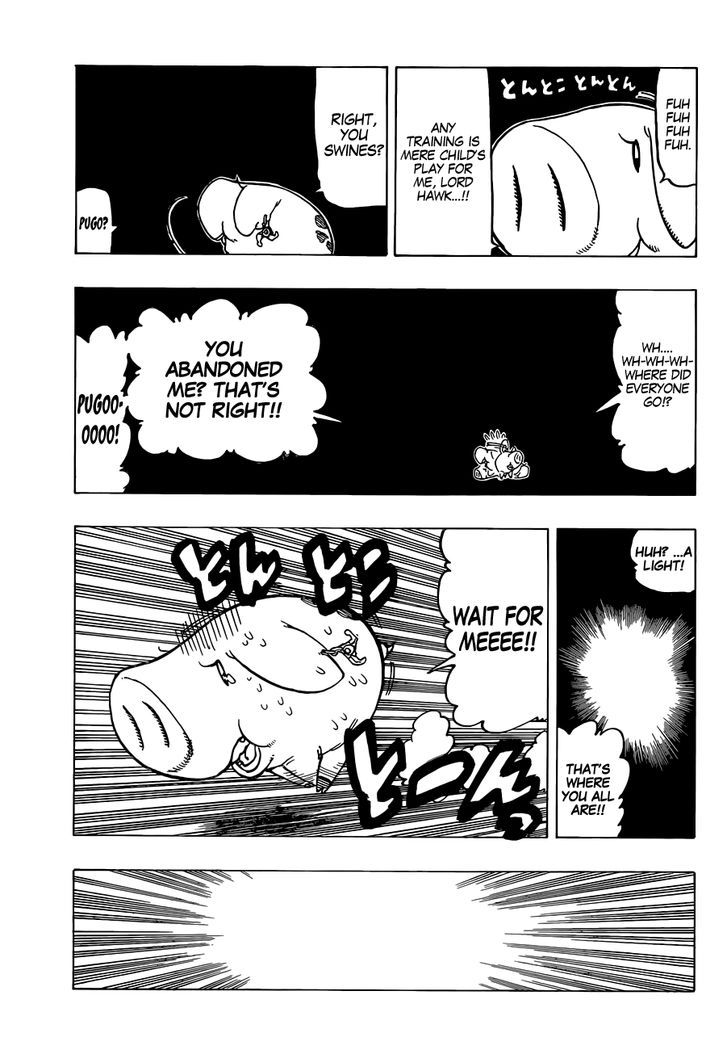 とんとことんとん
FUH
FUH
FUH
FUH.
ANY
TRAINING IS
MERE CHILD'S
PLAY FOR
ME, LORD
HAWK...!!
RIGHT,
YOU
SWINES?
PUGO?
WH....
WH-WH-WH-
WHERE DID
EVERYONE
GO!?
YOU
ABANDONED
ME? THAT'S
NOT RIGHT!!
PUGOO-
OOOO!
HUH? ...A
LIGHT!
THAT'S
WHERE
YOU ALL
ARE!!
WAIT FOR
MEEEE!!
とん とこ
とーんっ